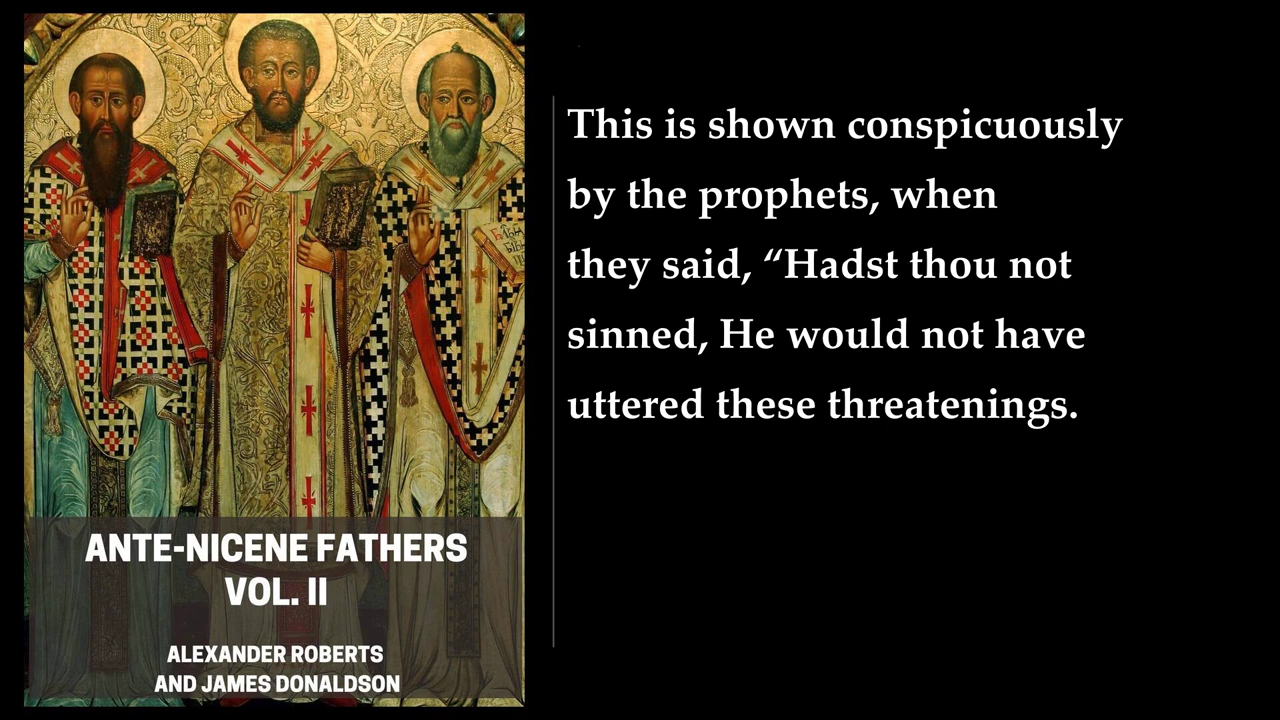 ANTE-NICENE FATHERS
VOL. II
ALEXANDER ROBERTS
AND JAMES DONALDSON
This is shown conspicuously
by the prophets, when
they said, “Hadst thou not
sinned, He would not have
uttered these threatenings.